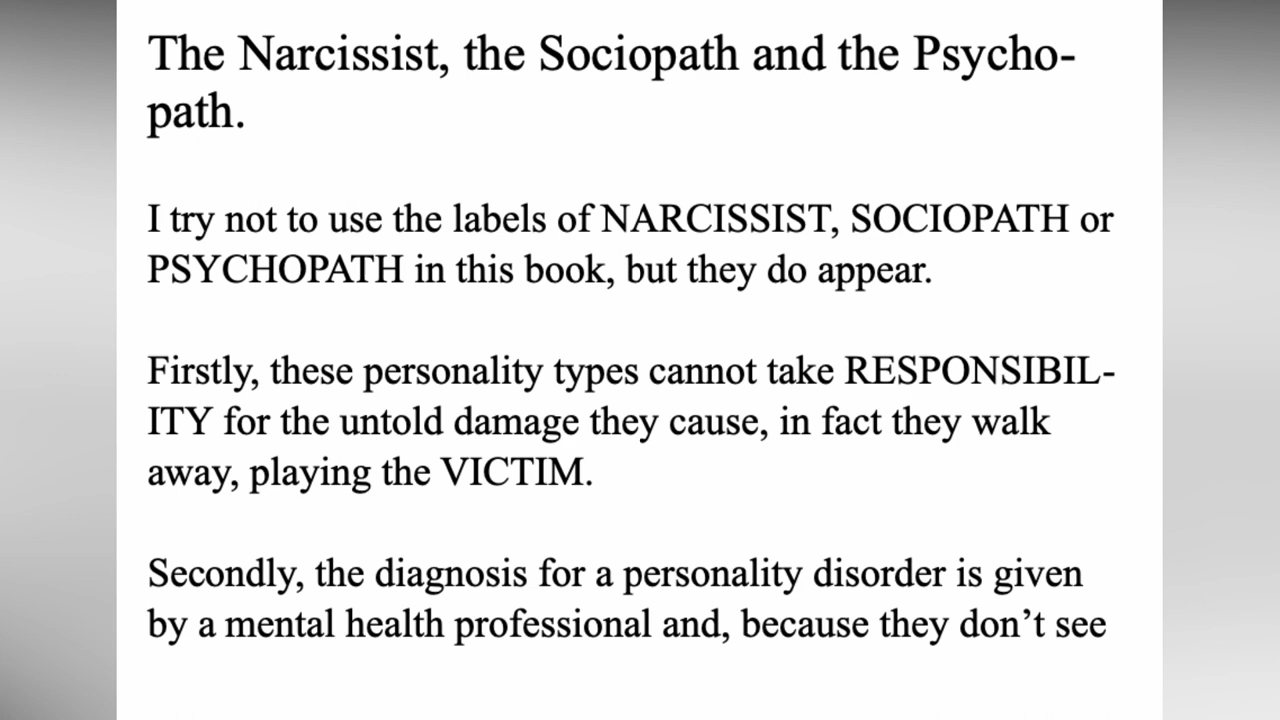 The Narcissist, the Sociopath and the Psycho-
path.
I try not to use the labels of NARCISSIST, SOCIOPATH or
PSYCHOPATH in this book, but they do appear.
Firstly, these personality types cannot take RESPONSIBIL-
ITY for the untold damage they cause, in fact they walk
away, playing the VICTIM.
Secondly, the diagnosis for a personality disorder is given
by a mental health professional and, because they don’t see